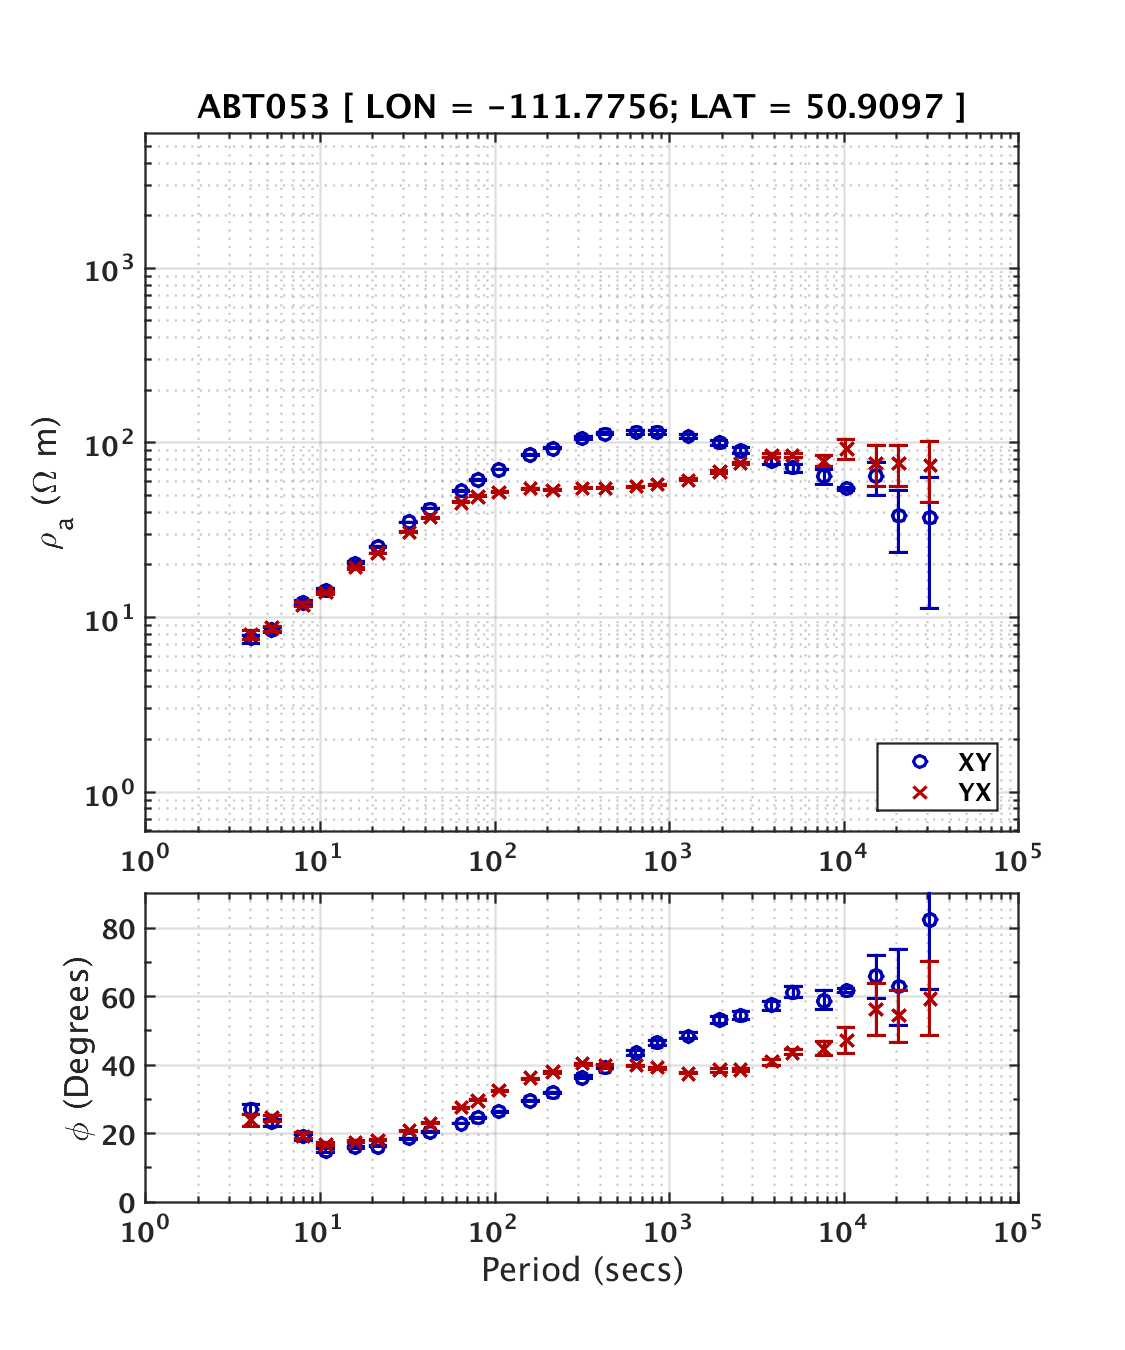 ABT053 [ LON = -111.7756; LAT = 50.9097 ]
10³
10²
10¹
10⁰
ρa (Ω m)
XY
YX
10⁰ 10¹ 10² 10³ 10⁴ 10⁵
80
60
40
20
0
ϕ (Degrees)
10⁰ 10¹ 10² 10³ 10⁴ 10⁵
Period (secs)